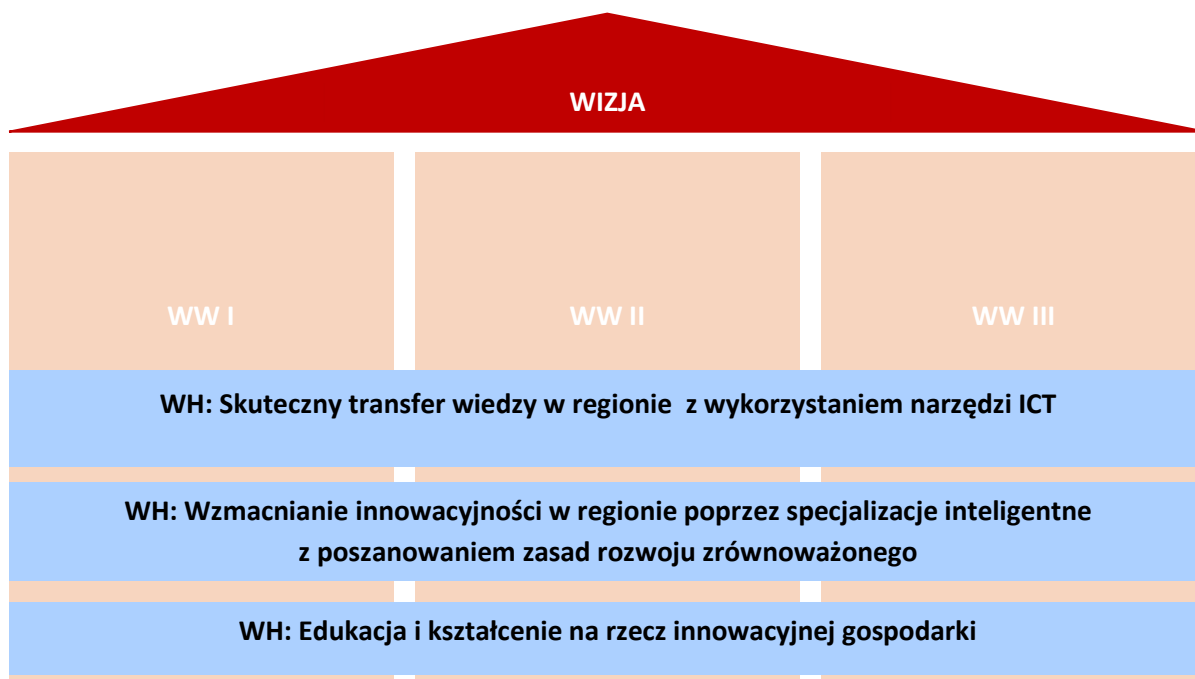 WIZJA
WW I
WW II
WW III
WH: Skuteczny transfer wiedzy w regionie z wykorzystaniem narzędzi ICT
WH: Wzmacnianie innowacyjności w regionie poprzez specjalizacje inteligentne
z poszanowaniem zasad rozwoju zrównoważonego
WH: Edukacja i kształcenie na rzecz innowacyjnej gospodarki